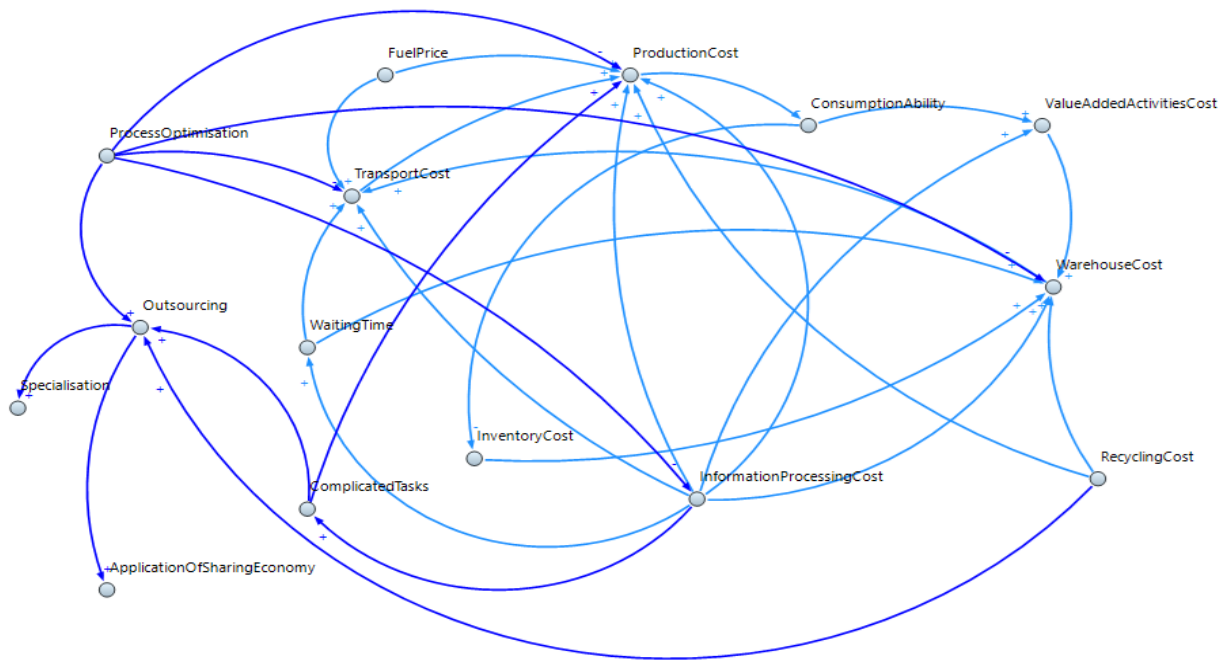 FuelPrice
ProductionCost
ConsumptionAbility
ValueAddedActivitiesCost
ProcessOptimisation
TransportCost
WarehouseCost
Outsourcing
WaitingTime
Specialisation
InventoryCost
RecyclingCost
InformationProcessingCost
ComplicatedTasks
ApplicationOfSharingEconomy